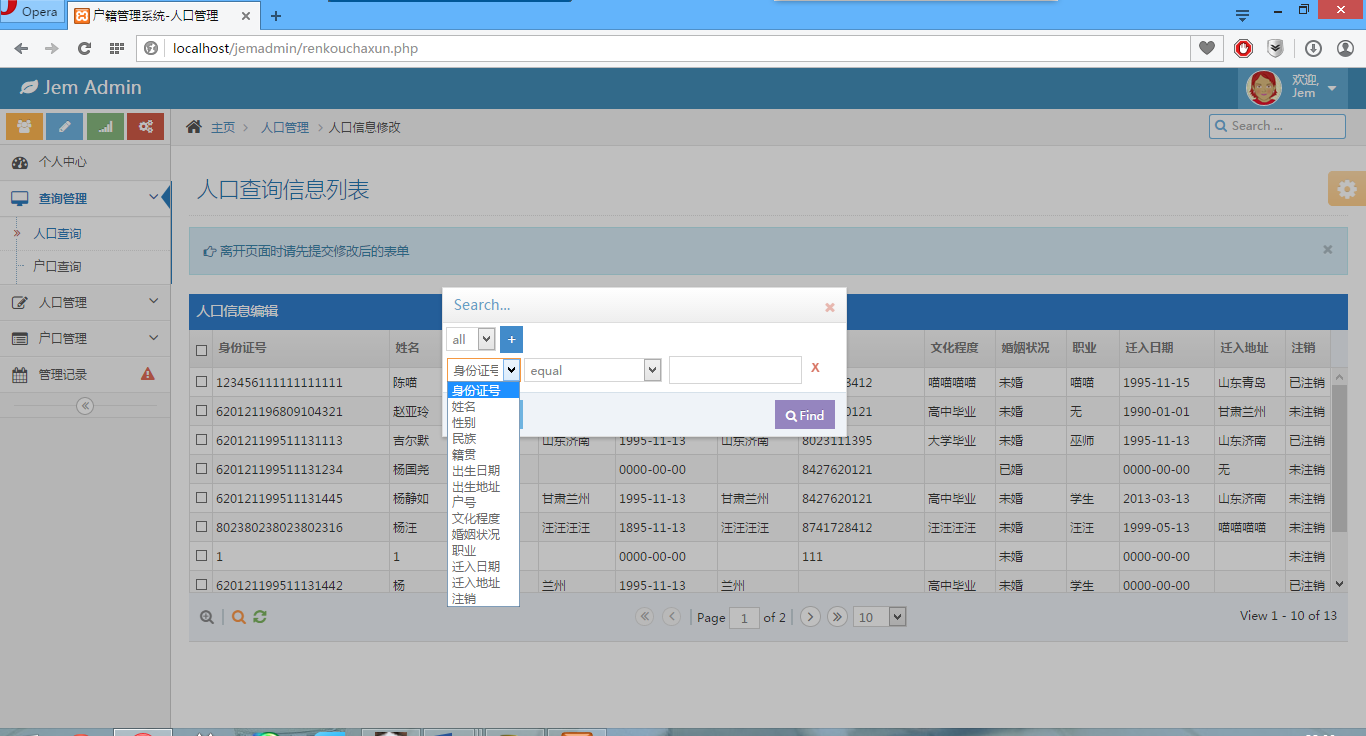 Opera
户籍管理系统-人口管理
localhost/jemadmin/renkouchaxun.php
Jem Admin
欢迎,
Jem
主页
人口管理
人口信息修改
Search ...
个人中心
查询管理
人口查询
户口查询
人口管理
户口管理
管理记录
人口查询信息列表
离开页面时请先提交修改后的表单
人口信息编辑
Search...
all
+
身份证号
equal
X
Find
身份证号
姓名
性别
民族
籍贯
出生日期
出生地址
户号
文化程度
婚姻状况
职业
迁入日期
迁入地址
注销
身份证号 姓名 文化程度 婚姻状况 职业 迁入日期 迁入地址 注销
123456111111111111 陈喵 3412 喵喵喵喵 未婚 喵喵 1995-11-15 山东青岛 已注销
620121196809104321 赵亚玲 0121 高中毕业 未婚 无 1990-01-01 甘肃兰州 未注销
620121199511131113 吉尔默 山东济南 1995-11-13 山东济南 8023111395 大学毕业 未婚 巫师 1995-11-13 山东济南 已注销
620121199511131234 杨国尧 0000-00-00 8427620121 已婚 0000-00-00 无 未注销
620121199511131445 杨静如 甘肃兰州 1995-11-13 甘肃兰州 8427620121 高中毕业 未婚 学生 2013-03-13 山东济南 未注销
802380238023802316 杨汪 汪汪汪汪 1895-11-13 汪汪汪汪 8741728412 汪汪汪汪 未婚 汪汪 1999-05-13 喵喵喵喵 未注销
1 1 0000-00-00 111 未婚 0000-00-00 未注销
620121199511131442 杨 兰州 1995-11-13 兰州 高中毕业 未婚 学生 0000-00-00 已注销
Page 1 of 2
10
View 1 - 10 of 13